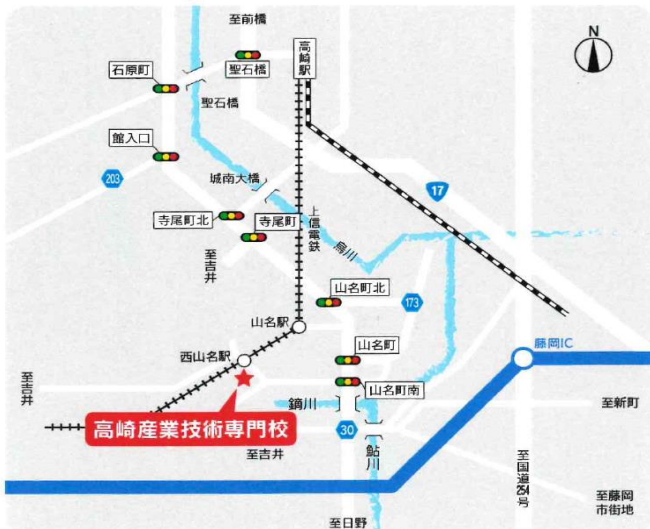 至前橋
N
高崎駅
石原町
聖石橋
聖石橋
館入口
203
城南大橋
17
寺尾町北
寺尾町
上信電鉄
烏川
至吉井
山名町北
173
山名駅
西山名駅
山名町
藤岡IC
至吉井
山名町南
鏑川
至新町
高崎産業技術専門校
30
至吉井
鮎川
至国道254号
至藤岡
市街地
至日野